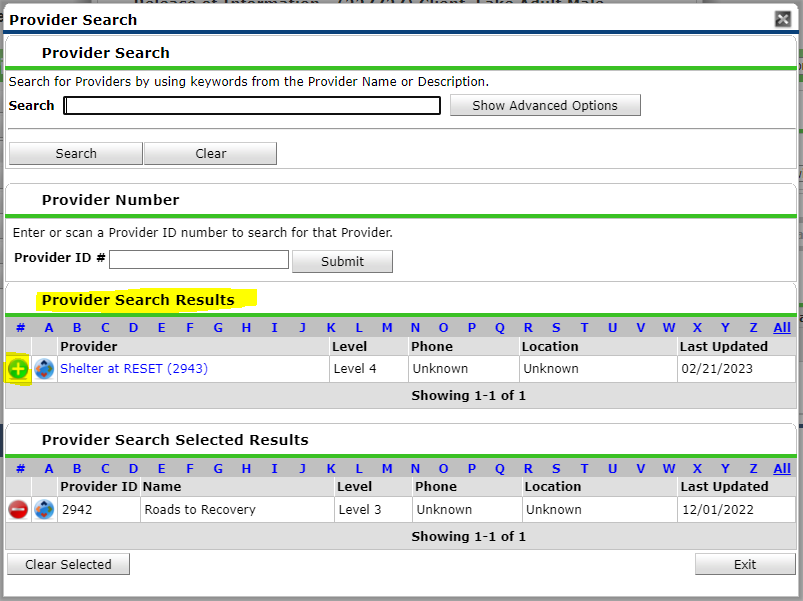 Release of Information - (227727) Client, Lake Adult Male
Provider Search
Provider Search
Search for Providers by using keywords from the Provider Name or Description.
Search Show Advanced Options
Search Clear
Provider Number
Enter or scan a Provider ID number to search for that Provider.
Provider ID # Submit
Provider Search Results
# A B C D E F G H I J K L M N O P Q R S T U V W X Y Z All
Provider Level Phone Location Last Updated
Shelter at RESET (2943) Level 4 Unknown Unknown 02/21/2023
Showing 1-1 of 1
Provider Search Selected Results
# A B C D E F G H I J K L M N O P Q R S T U V W X Y Z All
Provider ID Name Level Phone Location Last Updated
2942 Roads to Recovery Level 3 Unknown Unknown 12/01/2022
Showing 1-1 of 1
Clear Selected Exit